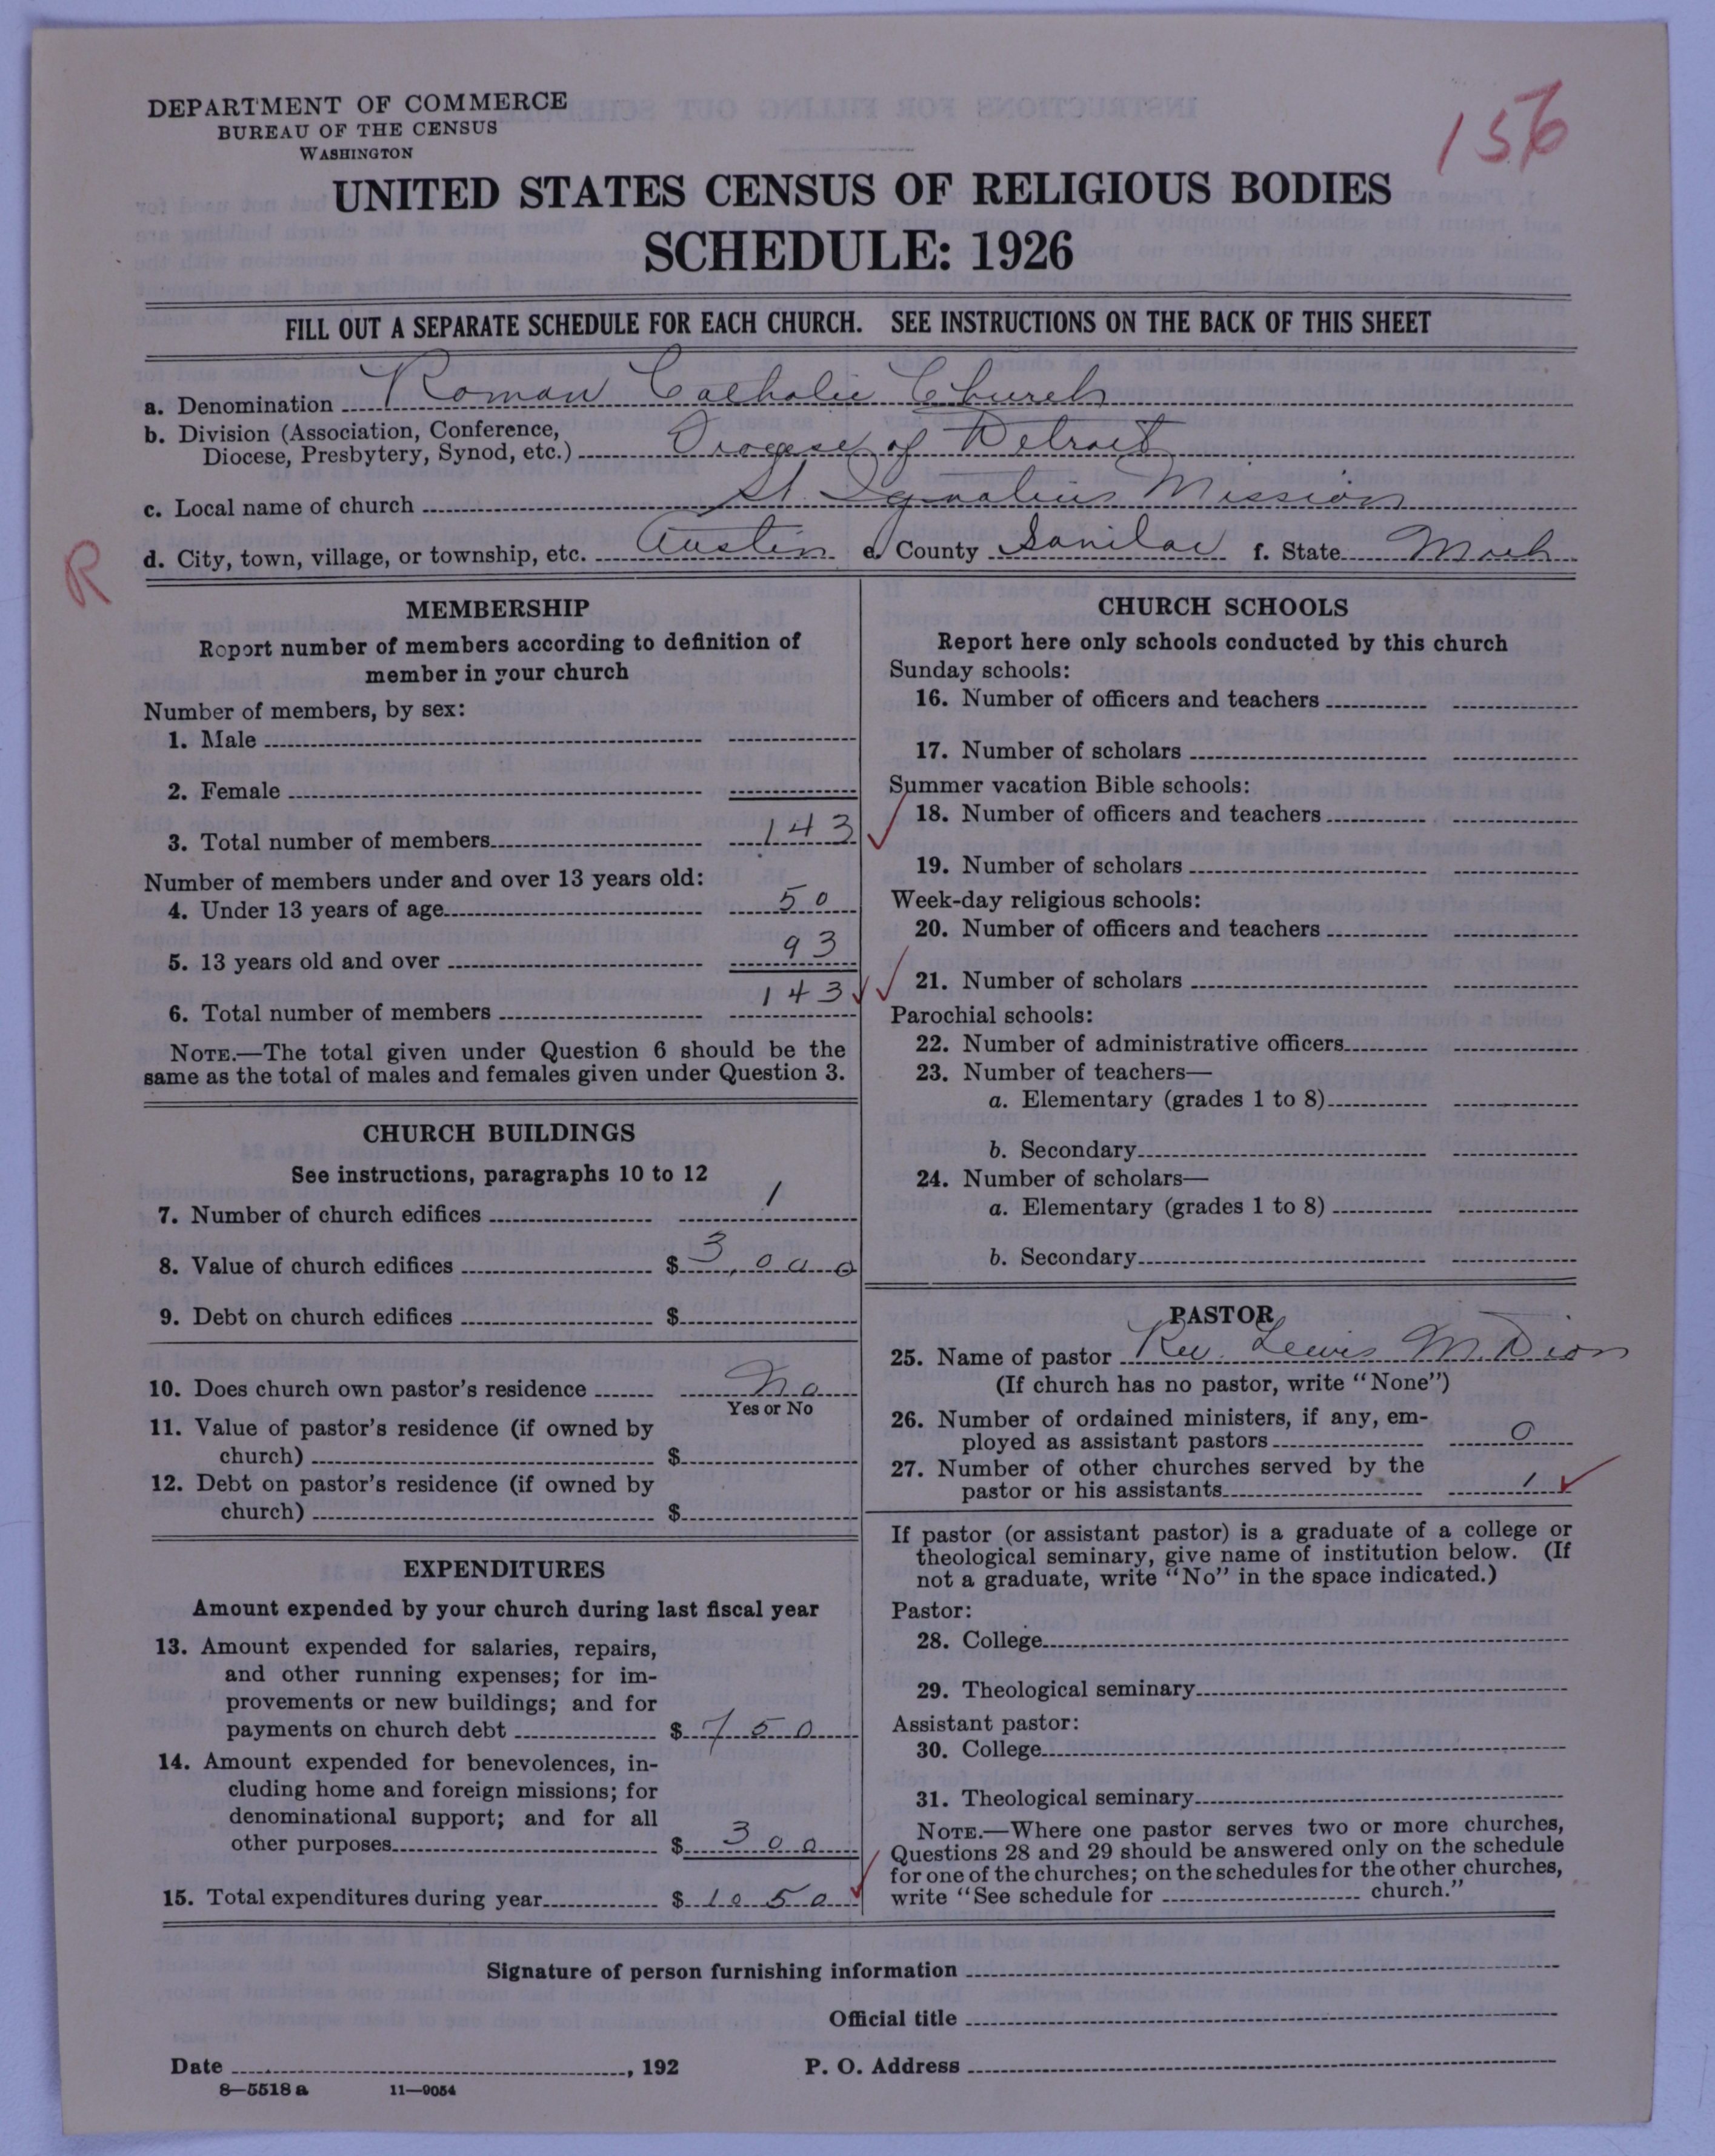 DEPARTMENT OF COMMERCE
BUREAU OF THE CENSUS
WASHINGTON
156
UNITED STATES CENSUS OF RELIGIOUS BODIES
SCHEDULE: 1926
FILL OUT A SEPARATE SCHEDULE FOR EACH CHURCH. SEE INSTRUCTIONS ON THE BACK OF THIS SHEET
a. Denomination Roman Catholic Church
b. Division (Association, Conference,
Diocese, Presbytery, Synod, etc.) Diocese of Detroit
c. Local name of church St. Ignatius Mission
R
d. City, town, village, or township, etc. Austin e. County Sanilac f. State Mich
MEMBERSHIP
Report number of members according to definition of
member in your church
Number of members, by sex:
1. Male
2. Female
3. Total number of members 143
Number of members under and over 13 years old:
4. Under 13 years of age 50
5. 13 years old and over 93
6. Total number of members 143
NOTE.—The total given under Question 6 should be the
same as the total of males and females given under Question 3.
CHURCH BUILDINGS
See instructions, paragraphs 10 to 12
7. Number of church edifices 1
8. Value of church edifices $3,000
9. Debt on church edifices $
10. Does church own pastor's residence No
Yes or No
11. Value of pastor's residence (if owned by
church) $
12. Debt on pastor's residence (if owned by
church) $
EXPENDITURES
Amount expended by your church during last fiscal year
13. Amount expended for salaries, repairs,
and other running expenses; for im-
provements or new buildings; and for
payments on church debt $750
14. Amount expended for benevolences, in-
cluding home and foreign missions; for
denominational support; and for all
other purposes $300
15. Total expenditures during year $1050
CHURCH SCHOOLS
Report here only schools conducted by this church
Sunday schools:
16. Number of officers and teachers
17. Number of scholars
Summer vacation Bible schools:
18. Number of officers and teachers
19. Number of scholars
Week-day religious schools:
20. Number of officers and teachers
21. Number of scholars
Parochial schools:
22. Number of administrative officers
23. Number of teachers—
a. Elementary (grades 1 to 8)
b. Secondary
24. Number of scholars—
a. Elementary (grades 1 to 8)
b. Secondary
PASTOR
25. Name of pastor Rev. Lewis M. Dion
(If church has no pastor, write "None")
26. Number of ordained ministers, if any, em-
ployed as assistant pastors 0
27. Number of other churches served by the
pastor or his assistants 1
If pastor (or assistant pastor) is a graduate of a college or
theological seminary, give name of institution below. (If
not a graduate, write "No" in the space indicated.)
Pastor:
28. College
29. Theological seminary
Assistant pastor:
30. College
31. Theological seminary
NOTE.—Where one pastor serves two or more churches,
Questions 28 and 29 should be answered only on the schedule
for one of the churches; on the schedules for the other churches,
write "See schedule for church."
Signature of person furnishing information
Official title
Date , 192 P. O. Address
8—5518 a 11—9054